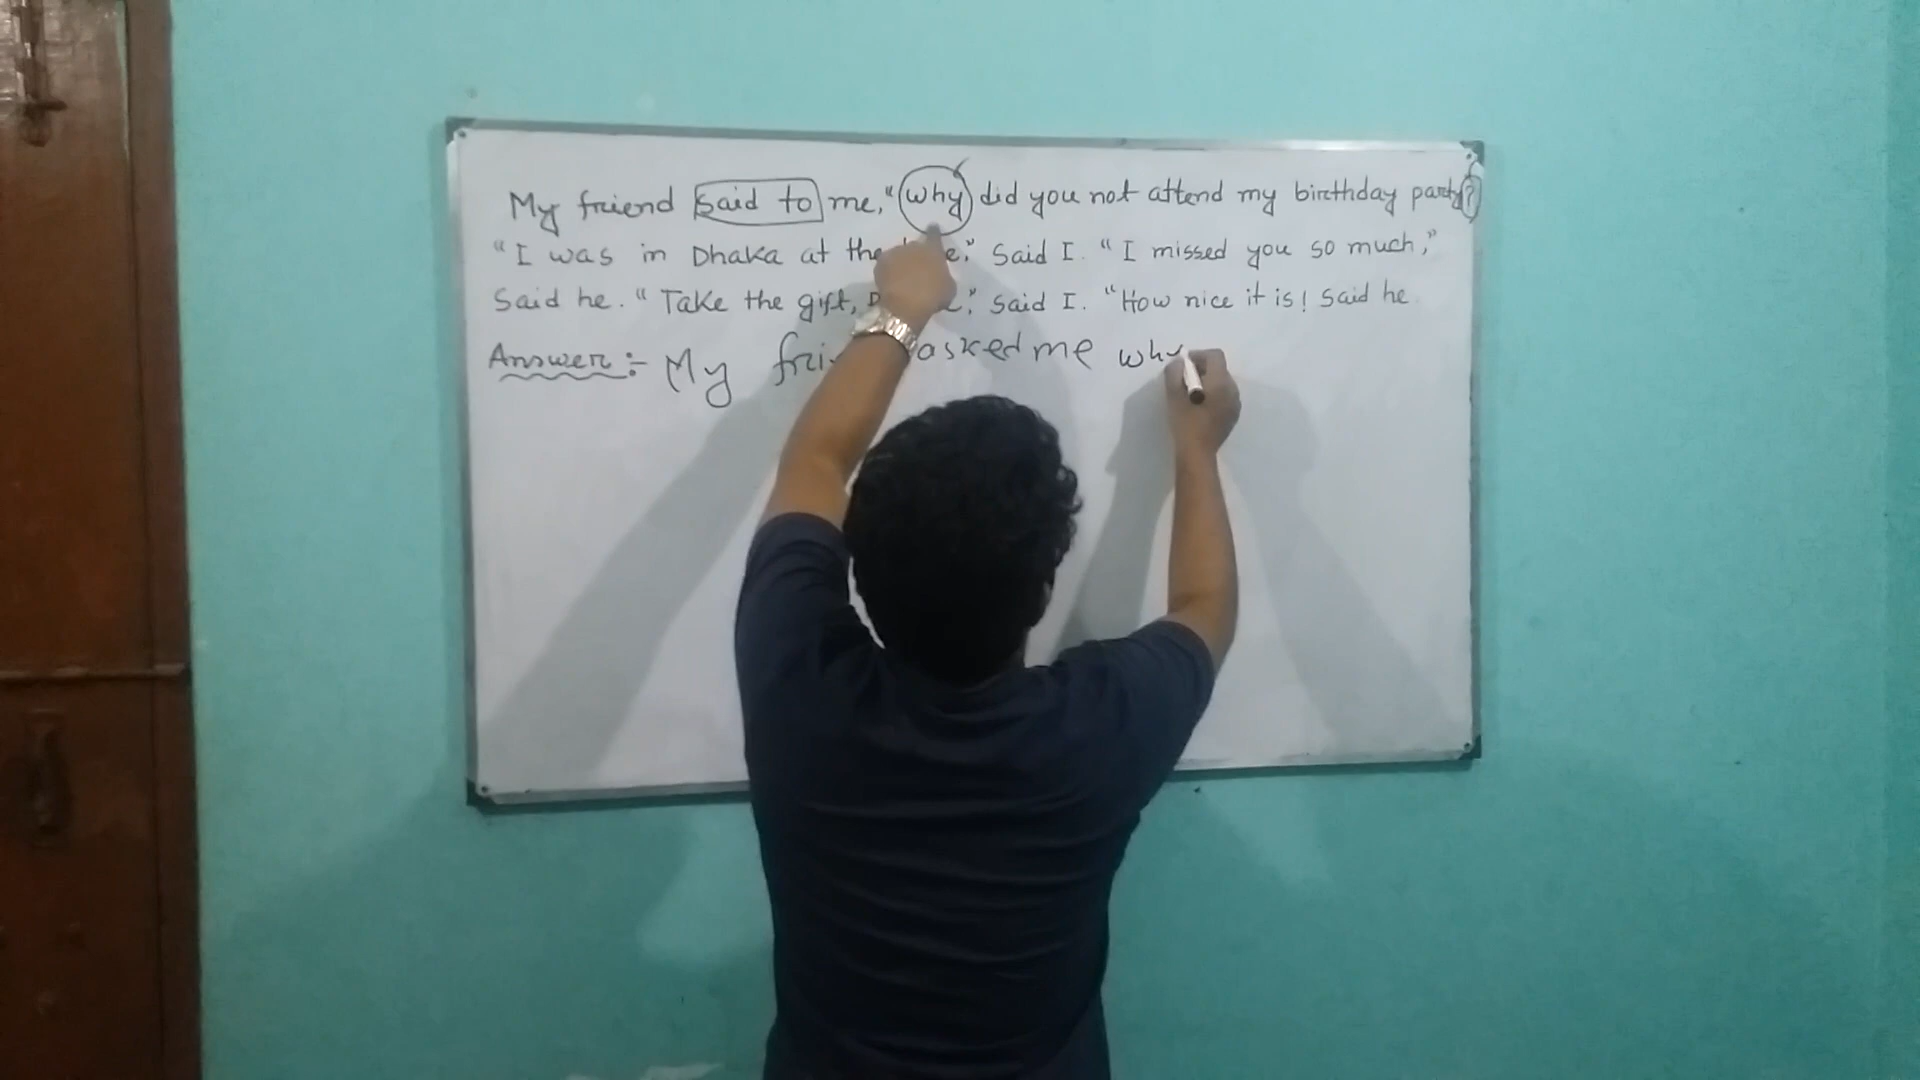 My friend said to me, "why did you not attend my birthday party?
"I was in Dhaka at the said I. "I missed you so much,"
Said he. "Take the gift, said I. "How nice it is! said he.
Answer:- My asked me why